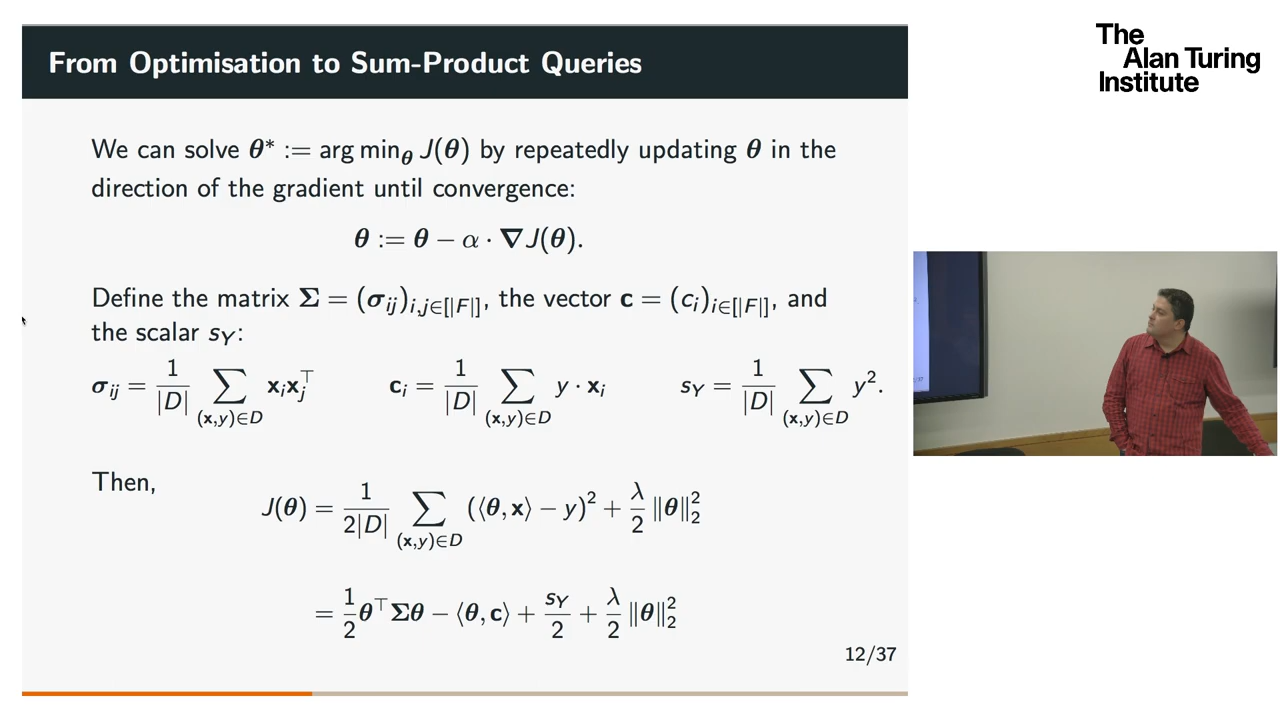 From Optimisation to Sum-Product Queries
The
Alan Turing
Institute
We can solve θ* := arg min_θ J(θ) by repeatedly updating θ in the
direction of the gradient until convergence:
θ := θ − α · ∇J(θ).
Define the matrix Σ = (σ_ij)_{i,j∈[|F|]}, the vector c = (c_i)_{i∈[|F|]}, and
the scalar s_Y:
σ_ij = 1/|D| ∑_{(x,y)∈D} x_i x_j^⊤   c_i = 1/|D| ∑_{(x,y)∈D} y · x_i   s_Y = 1/|D| ∑_{(x,y)∈D} y².
Then,
J(θ) = 1/2|D| ∑_{(x,y)∈D} (⟨θ, x⟩ − y)² + λ/2 ‖θ‖₂²
= 1/2 θ^⊤ Σθ − ⟨θ, c⟩ + s_Y/2 + λ/2 ‖θ‖₂²
12/37